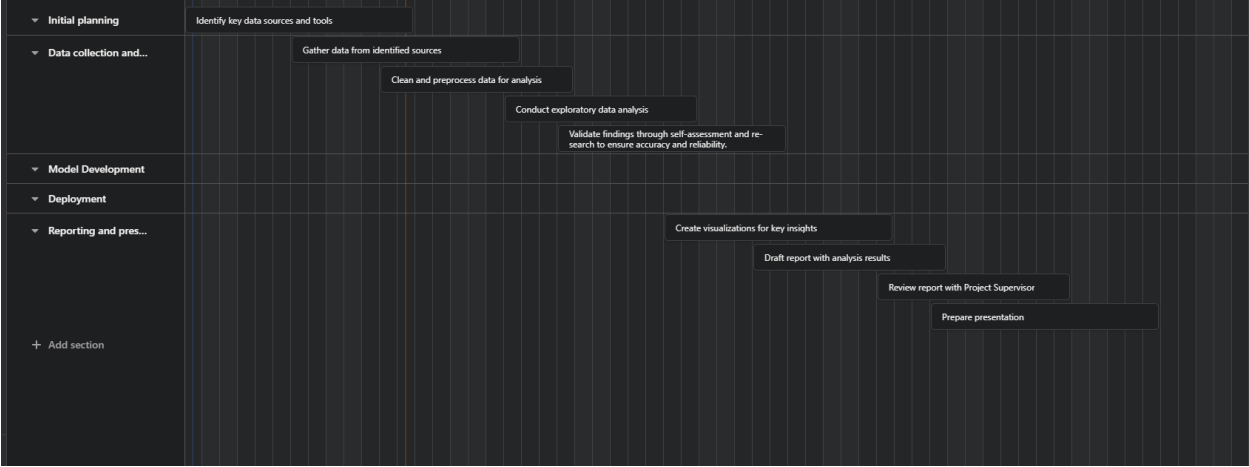 Initial planning
Identify key data sources and tools
Data collection and...
Gather data from identified sources
Clean and preprocess data for analysis
Conduct exploratory data analysis
Validate findings through self-assessment and re-
search to ensure accuracy and reliability.
Model Development
Deployment
Reporting and pres...
Create visualizations for key insights
Draft report with analysis results
Review report with Project Supervisor
Prepare presentation
+ Add section